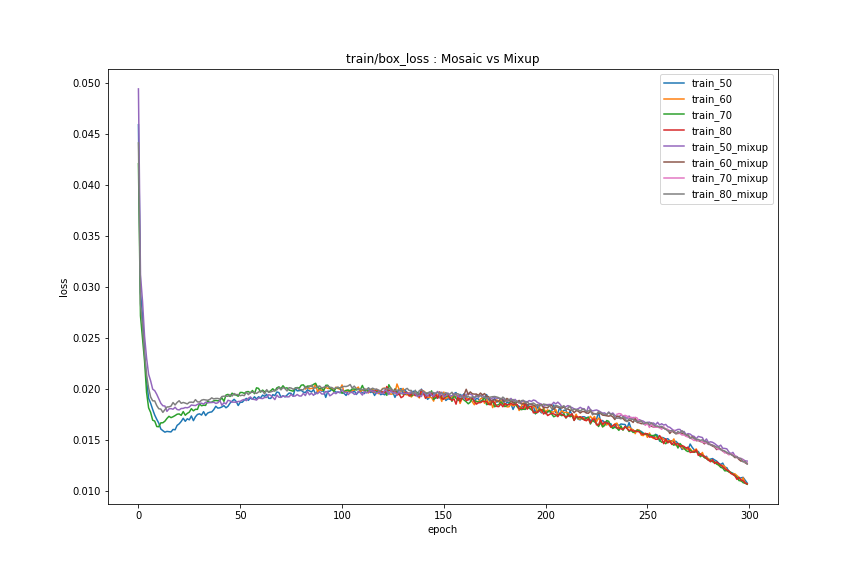 train/box_loss : Mosaic vs Mixup
train_50
train_60
train_70
train_80
train_50_mixup
train_60_mixup
train_70_mixup
train_80_mixup
0.050
0.045
0.040
0.035
0.030
0.025
0.020
0.015
0.010
loss
0 50 100 150 200 250 300
epoch